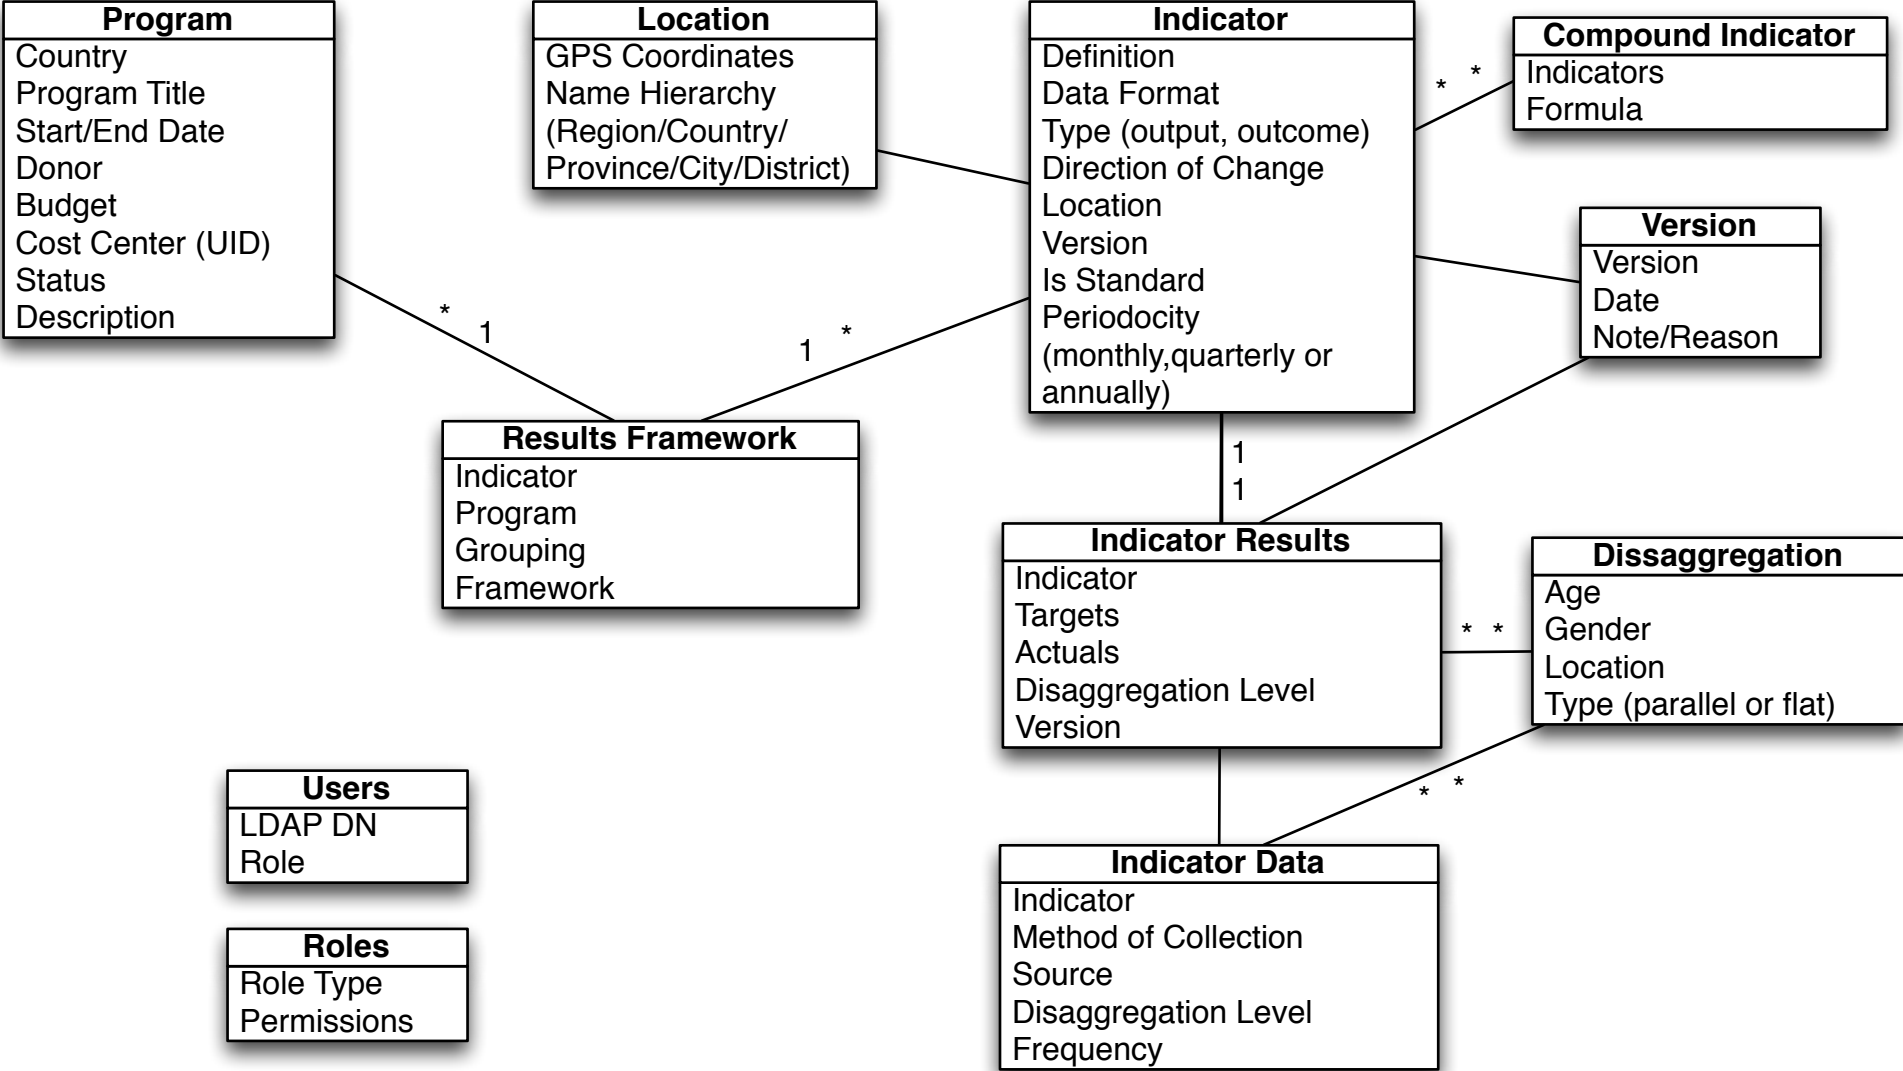 Program
Country
Program Title
Start/End Date
Donor
Budget
Cost Center (UID)
Status
Description
Location
GPS Coordinates
Name Hierarchy
(Region/Country/
Province/City/District)
Indicator
Definition
Data Format
Type (output, outcome)
Direction of Change
Location
Version
Is Standard
Periodocity
(monthly,quarterly or
annually)
* *
Compound Indicator
Indicators
Formula
Version
Version
Date
Note/Reason
* 1
1 *
Results Framework
Indicator
Program
Grouping
Framework
1
1
Indicator Results
Indicator
Targets
Actuals
Disaggregation Level
Version
* *
Dissaggregation
Age
Gender
Location
Type (parallel or flat)
* *
Users
LDAP DN
Role
Roles
Role Type
Permissions
Indicator Data
Indicator
Method of Collection
Source
Disaggregation Level
Frequency